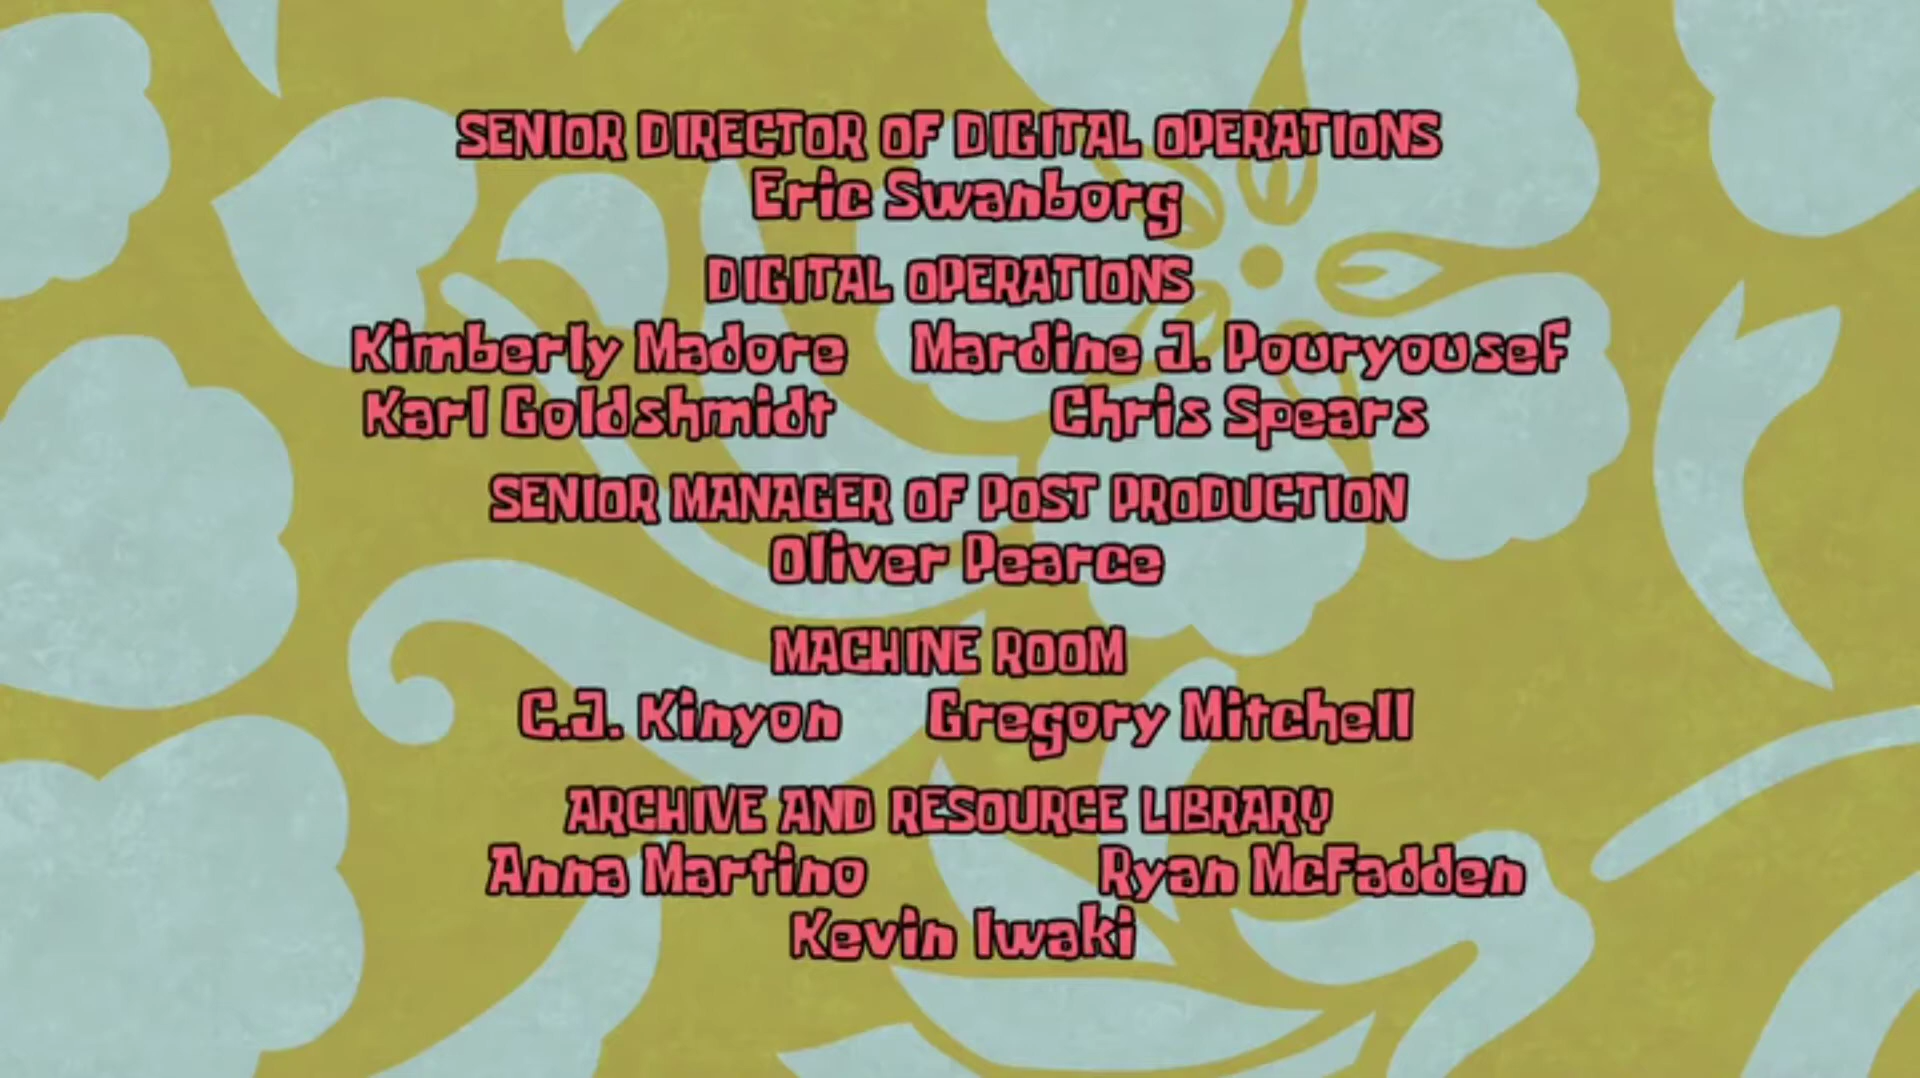 SENIOR DIRECTOR OF DIGITAL OPERATIONS
Eric Swanborg
DIGITAL OPERATIONS
Kimberly Madore Mardine J. Pouryousef
Karl Goldshmidt Chris Spears
SENIOR MANAGER OF POST PRODUCTION
Oliver Pearce
MACHINE ROOM
C.J. Kinyon Gregory Mitchell
ARCHIVE AND RESOURCE LIBRARY
Anna Martino Ryan McFadden
Kevin Iwaki